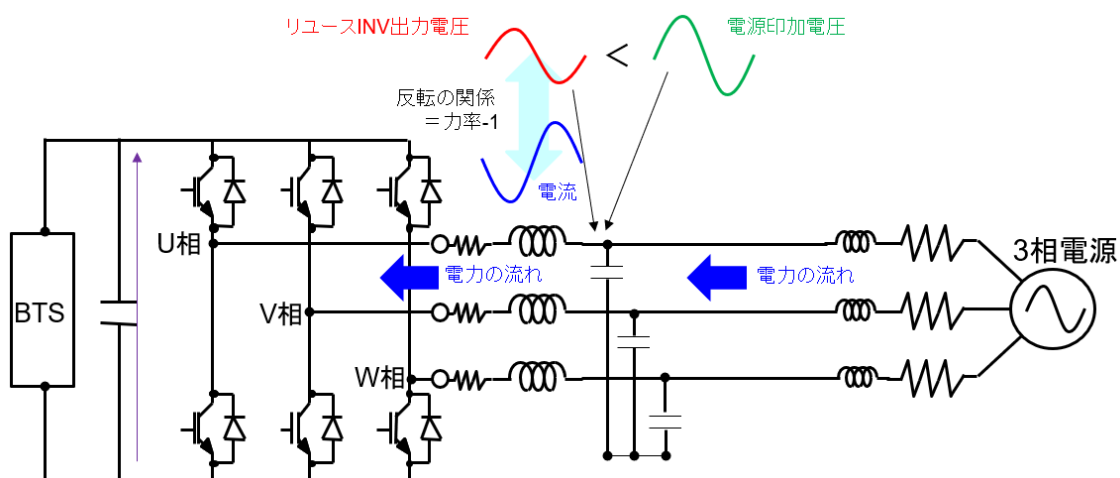 リユースINV出力電圧
<
電源印加電圧
反転の関係
＝力率-1
電流
U相
電力の流れ
電力の流れ
3相電源
BTS
V相
W相